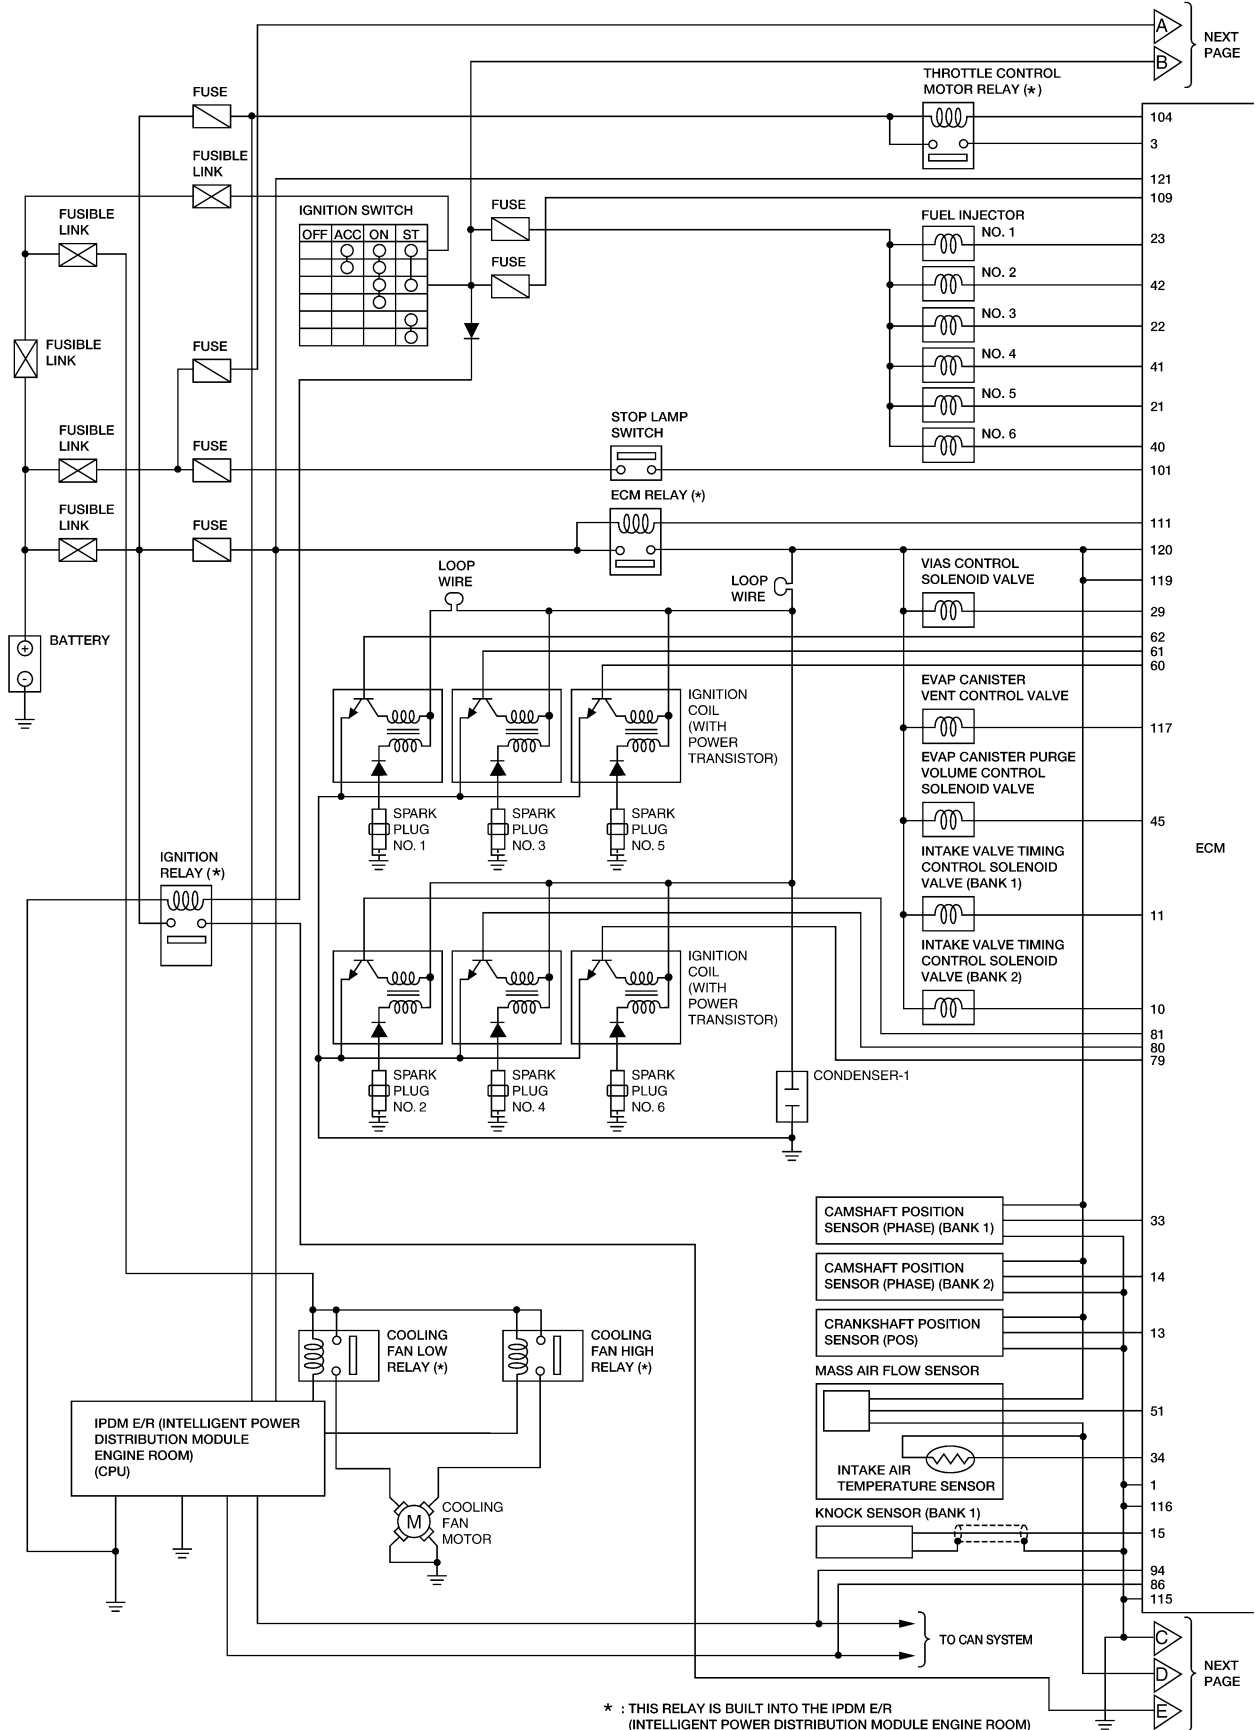 A
B
NEXT
PAGE
THROTTLE CONTROL
MOTOR RELAY (*)
FUSE
104
3
FUSIBLE
LINK
121
109
FUSIBLE
LINK
IGNITION SWITCH
OFF ACC ON ST
FUSE
FUSE
FUEL INJECTOR
NO. 1
23
NO. 2
42
NO. 3
22
NO. 4
41
NO. 5
21
NO. 6
40
FUSIBLE
LINK
FUSE
FUSIBLE
LINK
FUSE
STOP LAMP
SWITCH
101
FUSIBLE
LINK
FUSE
ECM RELAY (*)
111
120
119
LOOP
WIRE
LOOP
WIRE
VIAS CONTROL
SOLENOID VALVE
29
62
61
60
BATTERY
+
-
IGNITION
COIL
(WITH
POWER
TRANSISTOR)
EVAP CANISTER
VENT CONTROL VALVE
117
EVAP CANISTER PURGE
VOLUME CONTROL
SOLENOID VALVE
45
SPARK
PLUG
NO. 1
SPARK
PLUG
NO. 3
SPARK
PLUG
NO. 5
ECM
IGNITION
RELAY (*)
INTAKE VALVE TIMING
CONTROL SOLENOID
VALVE (BANK 1)
11
INTAKE VALVE TIMING
CONTROL SOLENOID
VALVE (BANK 2)
10
81
80
79
IGNITION
COIL
(WITH
POWER
TRANSISTOR)
SPARK
PLUG
NO. 2
SPARK
PLUG
NO. 4
SPARK
PLUG
NO. 6
CONDENSER-1
CAMSHAFT POSITION
SENSOR (PHASE) (BANK 1)
33
CAMSHAFT POSITION
SENSOR (PHASE) (BANK 2)
14
CRANKSHAFT POSITION
SENSOR (POS)
13
COOLING
FAN LOW
RELAY (*)
COOLING
FAN HIGH
RELAY (*)
MASS AIR FLOW SENSOR
51
34
INTAKE AIR
TEMPERATURE SENSOR
1
116
IPDM E/R (INTELLIGENT POWER
DISTRIBUTION MODULE
ENGINE ROOM)
(CPU)
M
COOLING
FAN
MOTOR
KNOCK SENSOR (BANK 1)
15
94
86
115
TO CAN SYSTEM
C
D
E
NEXT
PAGE
* : THIS RELAY IS BUILT INTO THE IPDM E/R
(INTELLIGENT POWER DISTRIBUTION MODULE ENGINE ROOM)